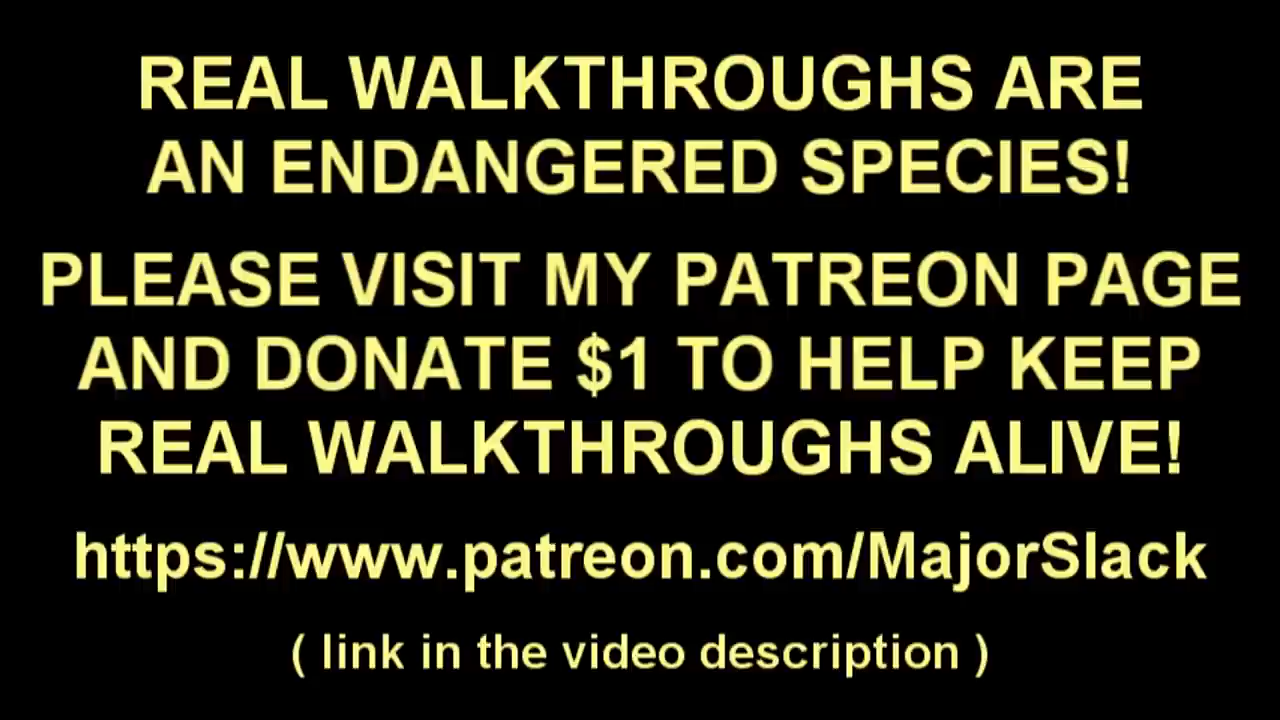 REAL WALKTHROUGHS ARE
AN ENDANGERED SPECIES!
PLEASE VISIT MY PATREON PAGE
AND DONATE $1 TO HELP KEEP
REAL WALKTHROUGHS ALIVE!
https://www.patreon.com/MajorSlack
( link in the video description )